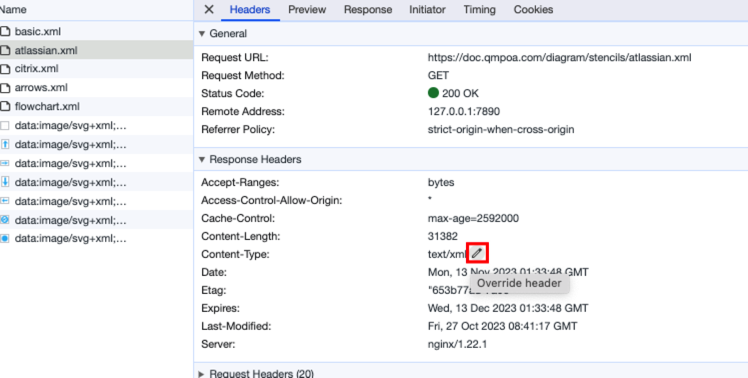 Name
Headers Preview Response Initiator Timing Cookies
basic.xml
atlassian.xml
citrix.xml
arrows.xml
flowchart.xml
data:image/svg+xml;…
data:image/svg+xml;…
data:image/svg+xml;…
data:image/svg+xml;…
data:image/svg+xml;…
data:image/svg+xml;…
data:image/svg+xml;…
General
Request URL: https://doc.qmpoa.com/diagram/stencils/atlassian.xml
Request Method: GET
Status Code: 200 OK
Remote Address: 127.0.0.1:7890
Referrer Policy: strict-origin-when-cross-origin
Response Headers
Accept-Ranges: bytes
Access-Control-Allow-Origin: *
Cache-Control: max-age=2592000
Content-Length: 31382
Content-Type: text/xml
Date: Mon, 13 Nov 2023 01:33:48 GMT
Override header
Etag:
Expires: Wed, 13 Dec 2023 01:33:48 GMT
Last-Modified: Fri, 27 Oct 2023 08:41:17 GMT
Server: nginx/1.22.1
Request Headers (20)